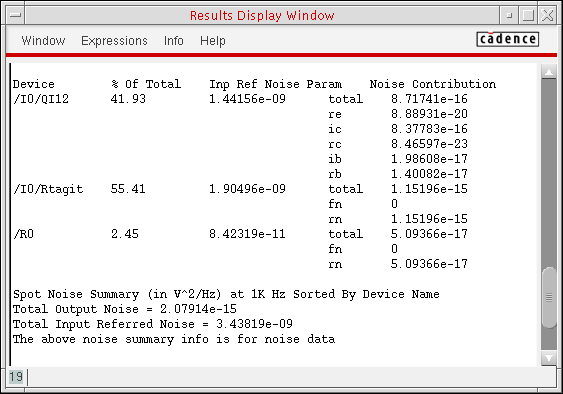 Results Display Window
Window Expressions Info Help cādence
Device % Of Total Inp Ref Noise Param Noise Contribution
/I0/QI12 41.93 1.44156e-09 total 8.71741e-16
re 8.88931e-20
ic 8.37783e-16
rc 8.46597e-23
ib 1.98608e-17
rb 1.40082e-17
/I0/Rtagit 55.41 1.90496e-09 total 1.15196e-15
fn 0
rn 1.15196e-15
/R0 2.45 8.42319e-11 total 5.09366e-17
fn 0
rn 5.09366e-17
Spot Noise Summary (in V^2/Hz) at 1K Hz Sorted By Device Name
Total Output Noise = 2.07914e-15
Total Input Referred Noise = 3.43819e-09
The above noise summary info is for noise data
19